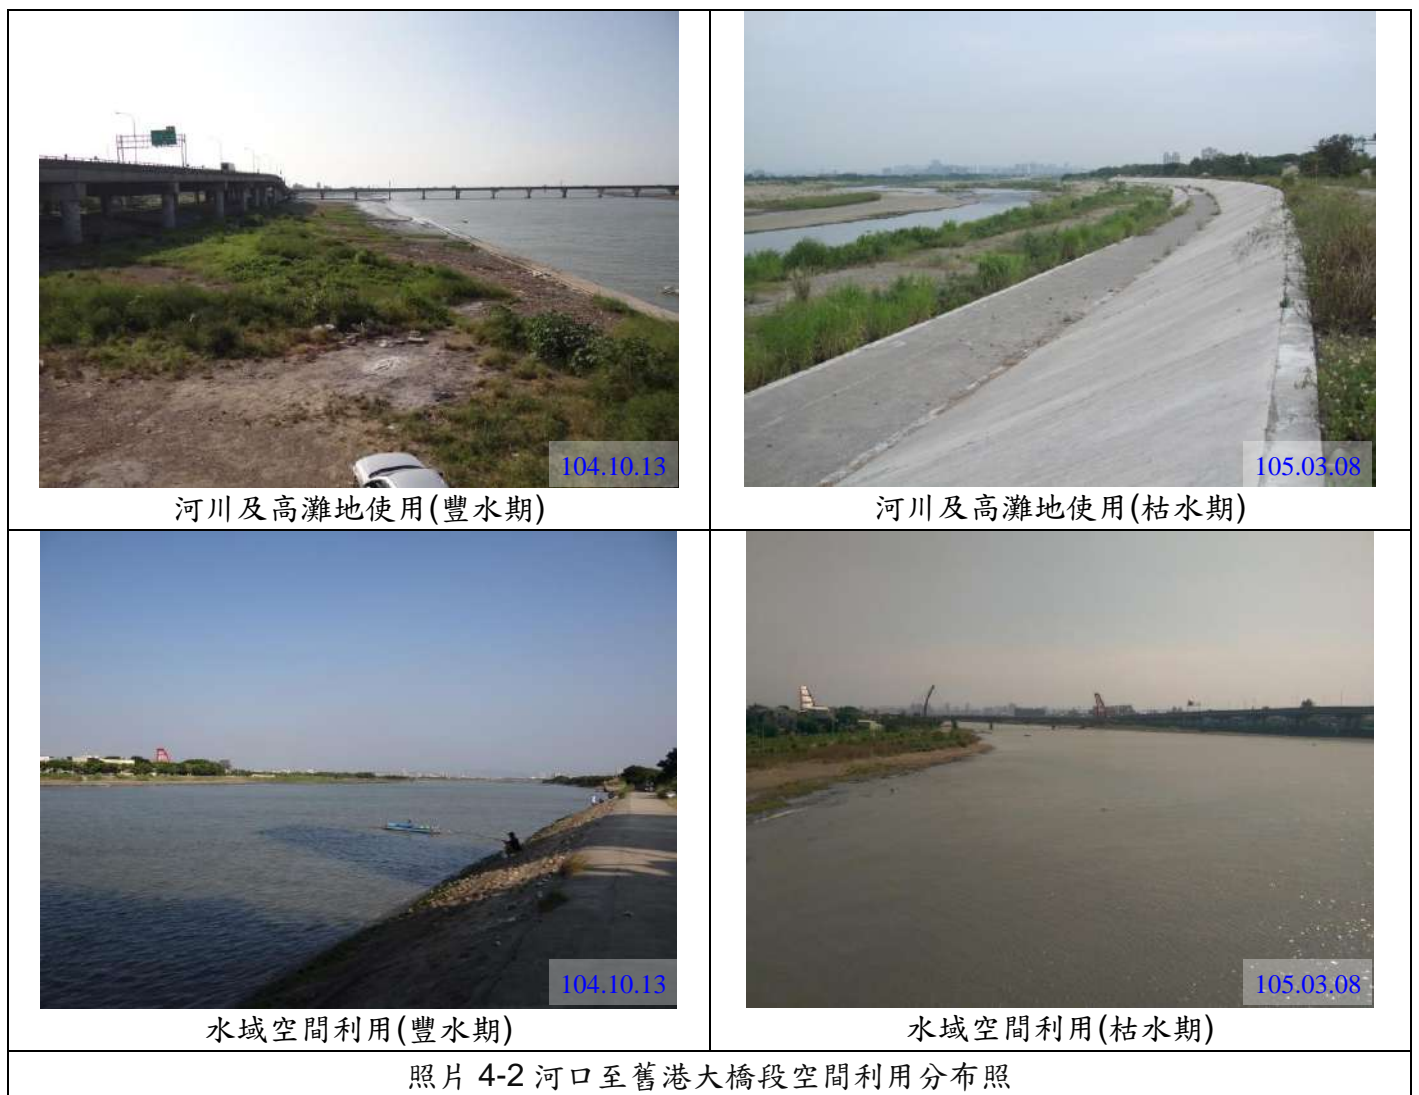 104.10.13
105.03.08
河川及高灘地使用(豐水期)
河川及高灘地使用(枯水期)
104.10.13
105.03.08
水域空間利用(豐水期)
水域空間利用(枯水期)
照片 4-2 河口至舊港大橋段空間利用分布照